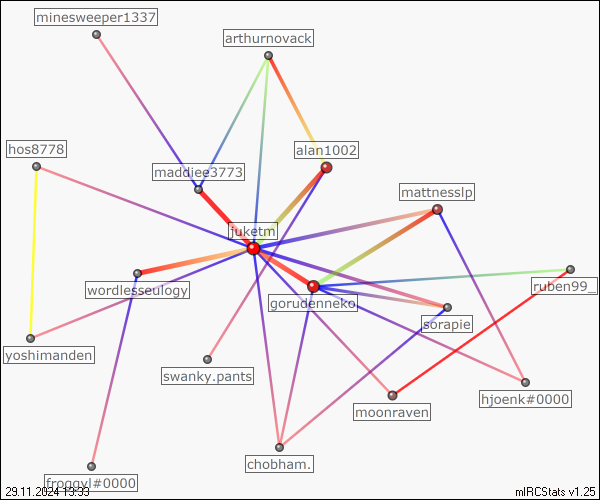 minesweeper1337
arthurnovack
hos8778
alan1002
maddiee3773
mattnesslp
juketm
wordlesseulogy
gorudenneko
ruben99_
sorapie
yoshimanden
swanky.pants
hjoenk#0000
moonraven
chobham.
froggyl#0000
29.11.2024 13:33
mIRCStats v1.25